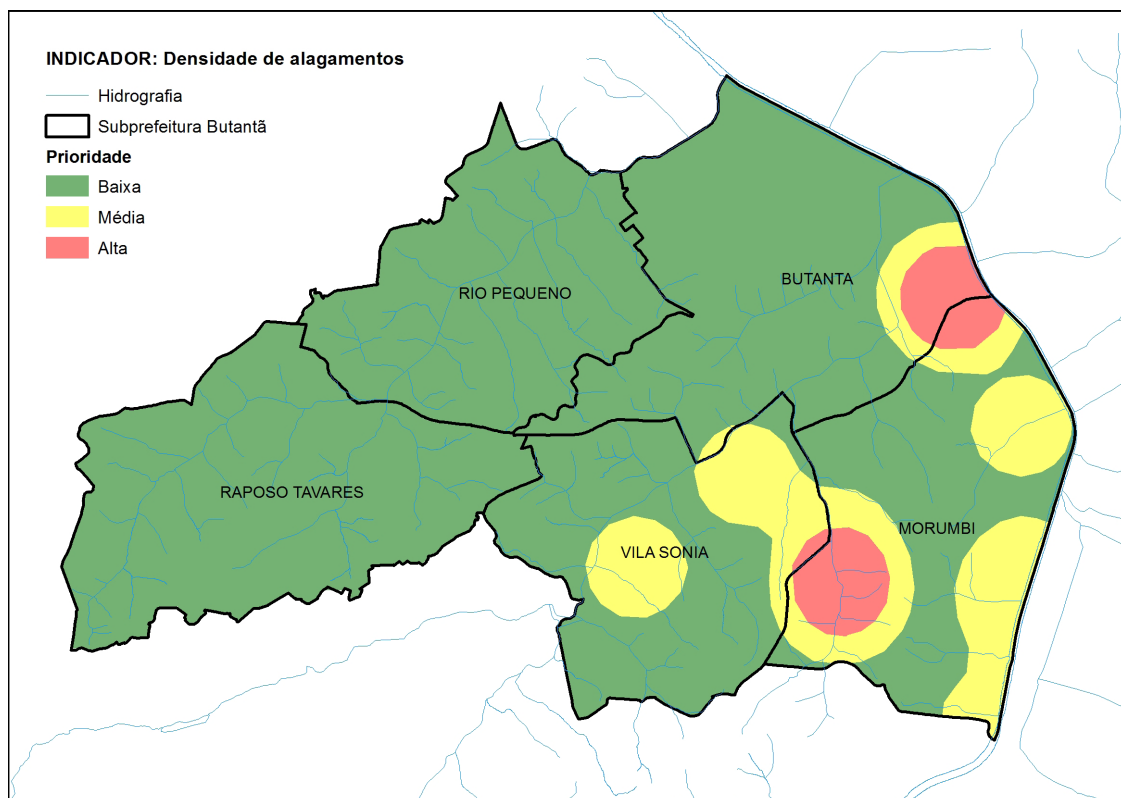 INDICADOR: Densidade de alagamentos
Hidrografia
Subprefeitura Butantã
Prioridade
Baixa
Média
Alta
BUTANTA
RIO PEQUENO
RAPOSO TAVARES
MORUMBI
VILA SONIA